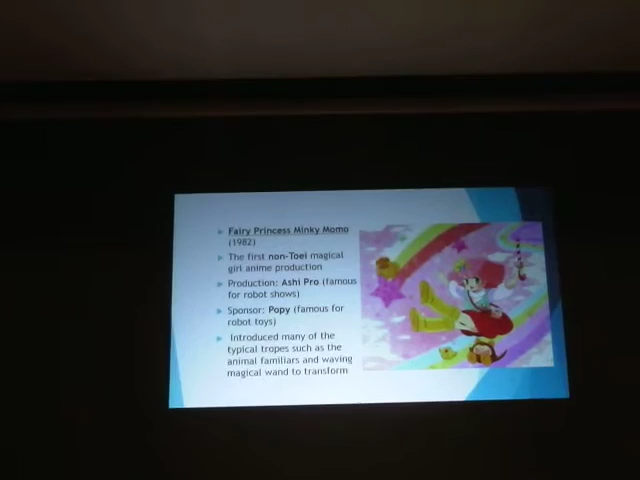 Fairy Princess Minky Momo
(1982)
The first non-Toei magical
girl anime production
Production: Ashi Pro (famous
for robot shows)
Sponsor: Popy (famous for
robot toys)
Introduced many of the
typical tropes such as the
animal familiars and waving
magical wand to transform